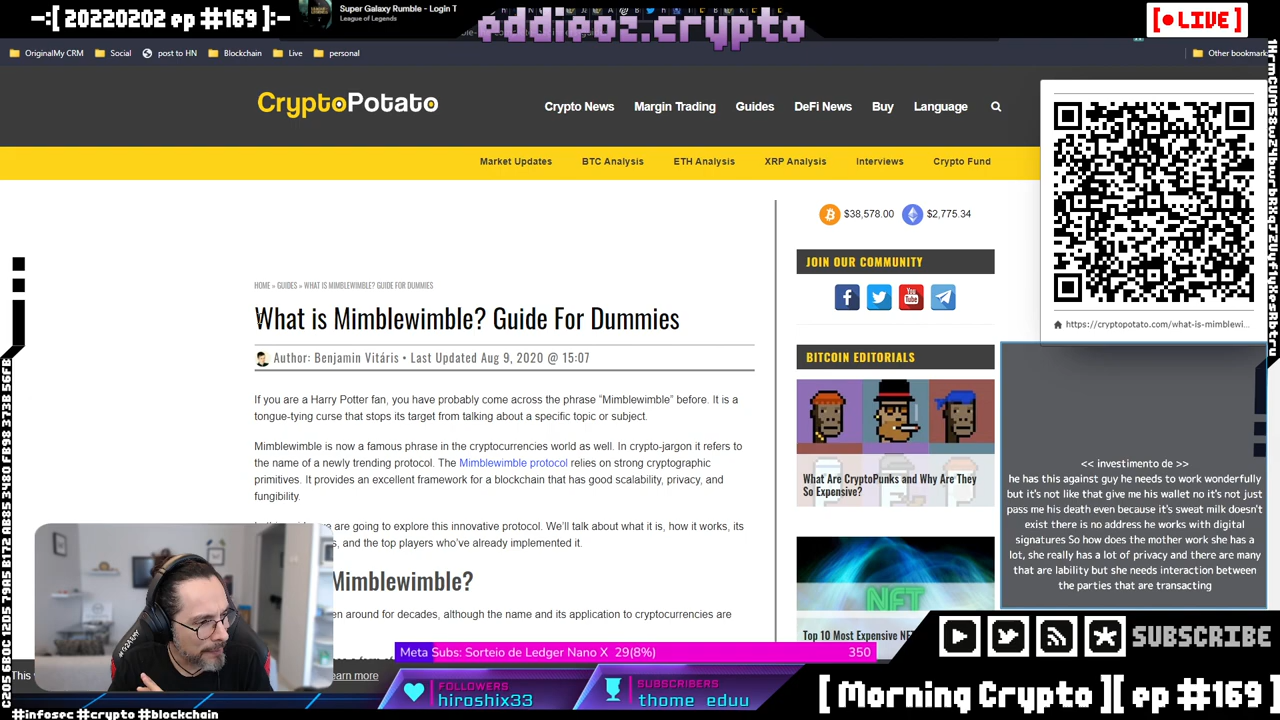 -:[ 20220202 ep #169 ]:-
Super Galaxy Rumble - Login T
League of Legends
eddieoz.crypto
[•LIVE]
OriginalMy CRM
Social
post to HN
Blockchain
Live
personal
Other bookmark
CryptoPotato
Crypto News
Margin Trading
Guides
DeFi News
Buy
Language
Market Updates
BTC Analysis
ETH Analysis
XRP Analysis
Interviews
Crypto Fund
$38,578.00
$2,775.34
JOIN OUR COMMUNITY
HOME » GUIDES » WHAT IS MIMBLEWIMBLE? GUIDE FOR DUMMIES
What is Mimblewimble? Guide For Dummies
Author: Benjamin Vitáris • Last Updated Aug 9, 2020 @ 15:07
If you are a Harry Potter fan, you have probably come across the phrase “Mimblewimble” before. It is a
tongue-tying curse that stops its target from talking about a specific topic or subject.
Mimblewimble is now a famous phrase in the cryptocurrencies world as well. In crypto-jargon it refers to
the name of a newly trending protocol. The Mimblewimble protocol relies on strong cryptographic
primitives. It provides an excellent framework for a blockchain that has good scalability, privacy, and
fungibility.
are going to explore this innovative protocol. We’ll talk about what it is, how it works, its
, and the top players who’ve already implemented it.
Mimblewimble?
en around for decades, although the name and its application to cryptocurrencies are
This
earn more
BITCOIN EDITORIALS
What Are CryptoPunks and Why Are They
So Expensive?
NFT
Top 10 Most Expensive NF
https://cryptopotato.com/what-is-mimblewi...
<< investimento de >>
he has this against guy he needs to work wonderfully
but it's not like that give me his wallet no it's not just
pass me his death even because it's sweat milk doesn't
exist there is no address he works with digital
signatures So how does the mother work she has a
lot, she really has a lot of privacy and there are many
that are lability but she needs interaction between
the parties that are transacting
Meta Subs: Sorteio de Ledger Nano X 29(8%)
350
FOLLOWERS
hiroshix33
SUBSCRIBERS
thome_eduu
SUBSCRIBE
[ Morning Crypto ][ ep #169 ]
#infosec #crypto #blockchain